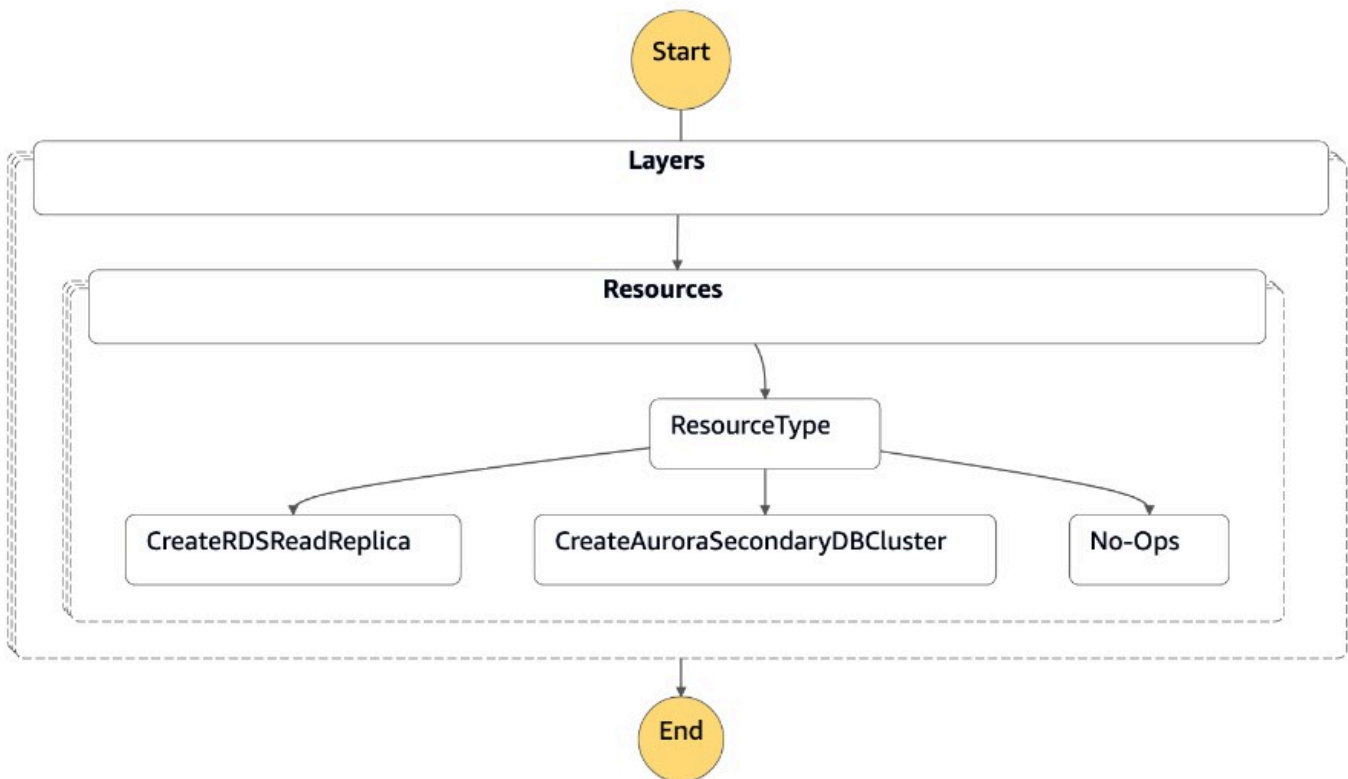 Start
Layers
Resources
ResourceType
CreateRDSReadReplica
CreateAuroraSecondaryDBCluster
No-Ops
End